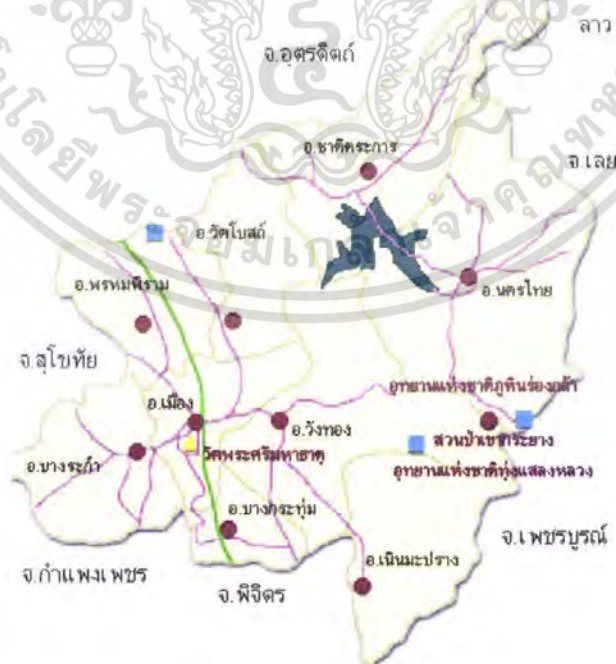 ลาว
จ.อุตรดิตถ์
อ.ชาติตระการ
จ.เลย
อ.วัดโบสถ์
อ.พรหมพิราม
อ.นครไทย
จ.สุโขทัย
อุทยานแห่งชาติภูหินร่องกล้า
อ.เมือง
อ.วังทอง
สวนป่าเขากระยาง
วัดพระศรีมหาธาตุ
อ.บางระกำ
อุทยานแห่งชาติทุ่งแสลงหลวง
อ.บางกระทุ่ม
จ.เพชรบูรณ์
อ.เนินมะปราง
จ.กำแพงเพชร
จ.พิจิตร